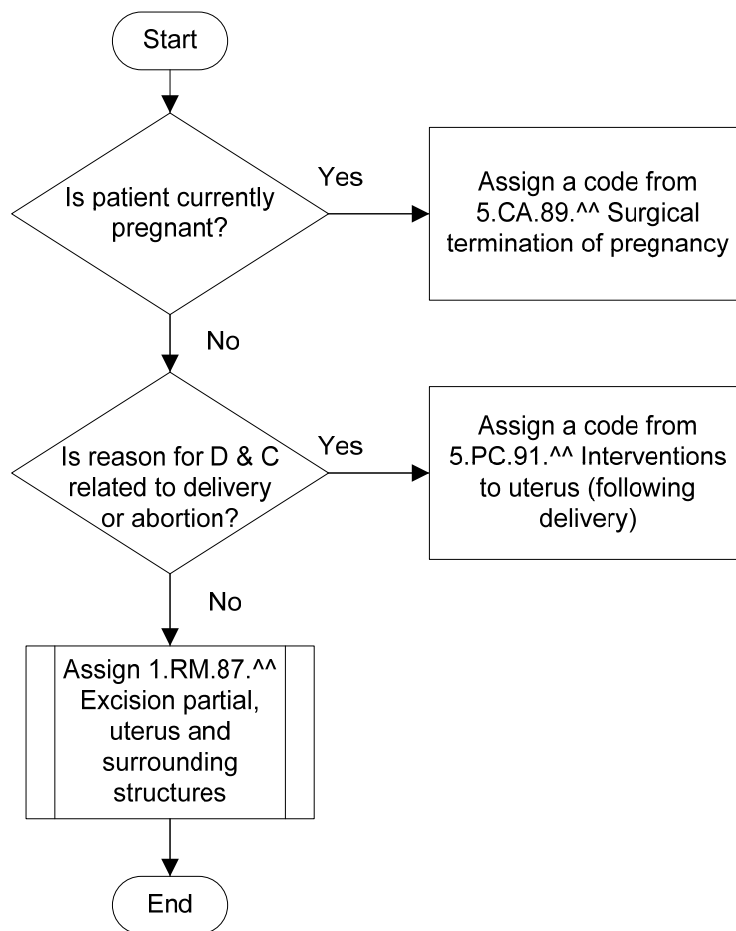 Start
Is patient currently
pregnant?
Yes
Assign a code from
5.CA.89.^^ Surgical
termination of pregnancy
No
Is reason for D & C
related to delivery
or abortion?
Yes
Assign a code from
5.PC.91.^^ Interventions
to uterus (following
delivery)
No
Assign 1.RM.87.^^
Excision partial,
uterus and
surrounding
structures
End